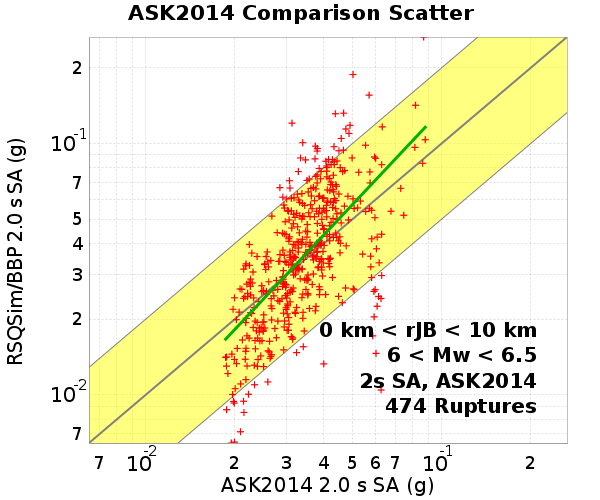 ASK2014 Comparison Scatter
RSQSim/BBP 2.0 s SA (g)
2
10-1
7
5
4
3
2
10-2
7
0 km < rJB < 10 km
6 < Mw < 6.5
2s SA, ASK2014
474 Ruptures
7 10-2 2 3 4 5 6 7 10-1 2
ASK2014 2.0 s SA (g)